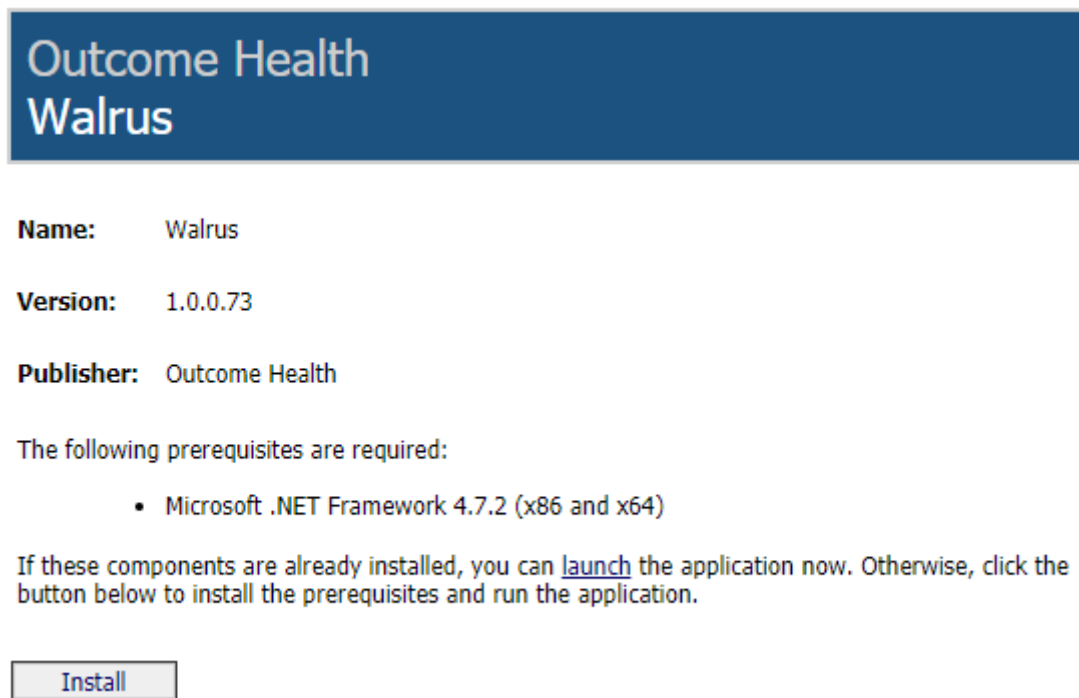 Outcome Health
Walrus
Name: Walrus
Version: 1.0.0.73
Publisher: Outcome Health
The following prerequisites are required:
• Microsoft .NET Framework 4.7.2 (x86 and x64)
If these components are already installed, you can launch the application now. Otherwise, click the
button below to install the prerequisites and run the application.
Install